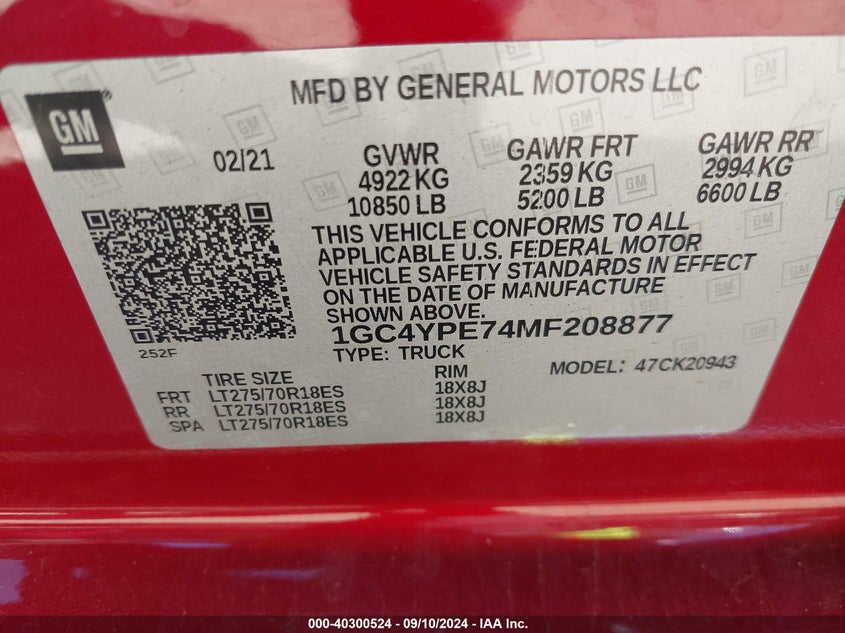 MFD BY GENERAL MOTORS LLC
GM
02/21
GVWR
4922 KG
10850 LB
GAWR FRT
2359 KG
5200 LB
GAWR RR
2994 KG
6600 LB
THIS VEHICLE CONFORMS TO ALL
APPLICABLE U.S. FEDERAL MOTOR
VEHICLE SAFETY STANDARDS IN EFFECT
ON THE DATE OF MANUFACTURE
SHOWN ABOVE.
1GC4YPE74MF208877
252F
TYPE: TRUCK
MODEL: 47CK20943
TIRE SIZE RIM
FRT LT275/70R18ES 18X8J
RR LT275/70R18ES 18X8J
SPA LT275/70R18ES 18X8J
000-40300524 - 09/10/2024 - IAA Inc.